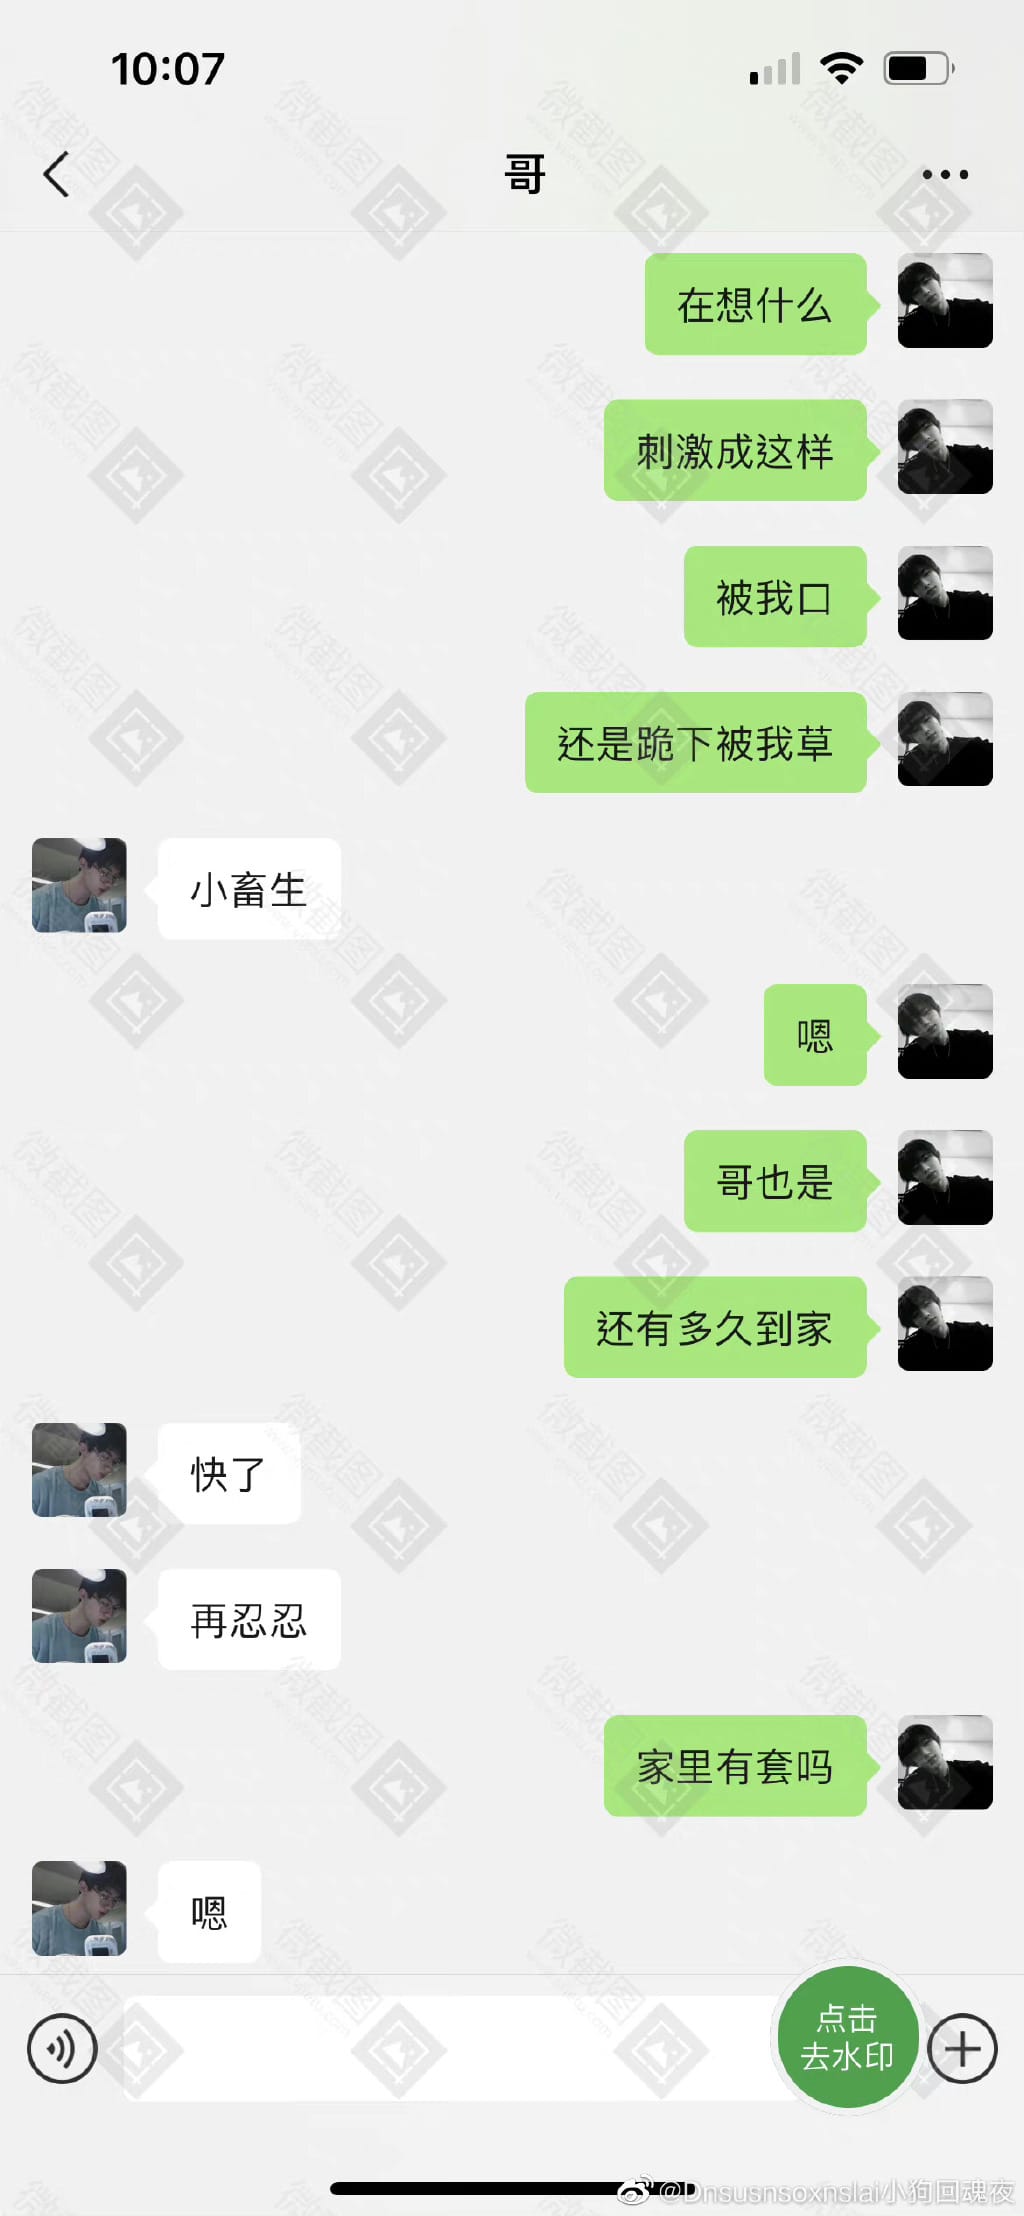 10:07
哥
在想什么
刺激成这样
被我口
还是跪下被我草
小畜生
嗯
哥也是
还有多久到家
快了
再忍忍
家里有套吗
嗯
点击
去水印
@Dnsusnsoxnslai小狗回魂夜
微截图